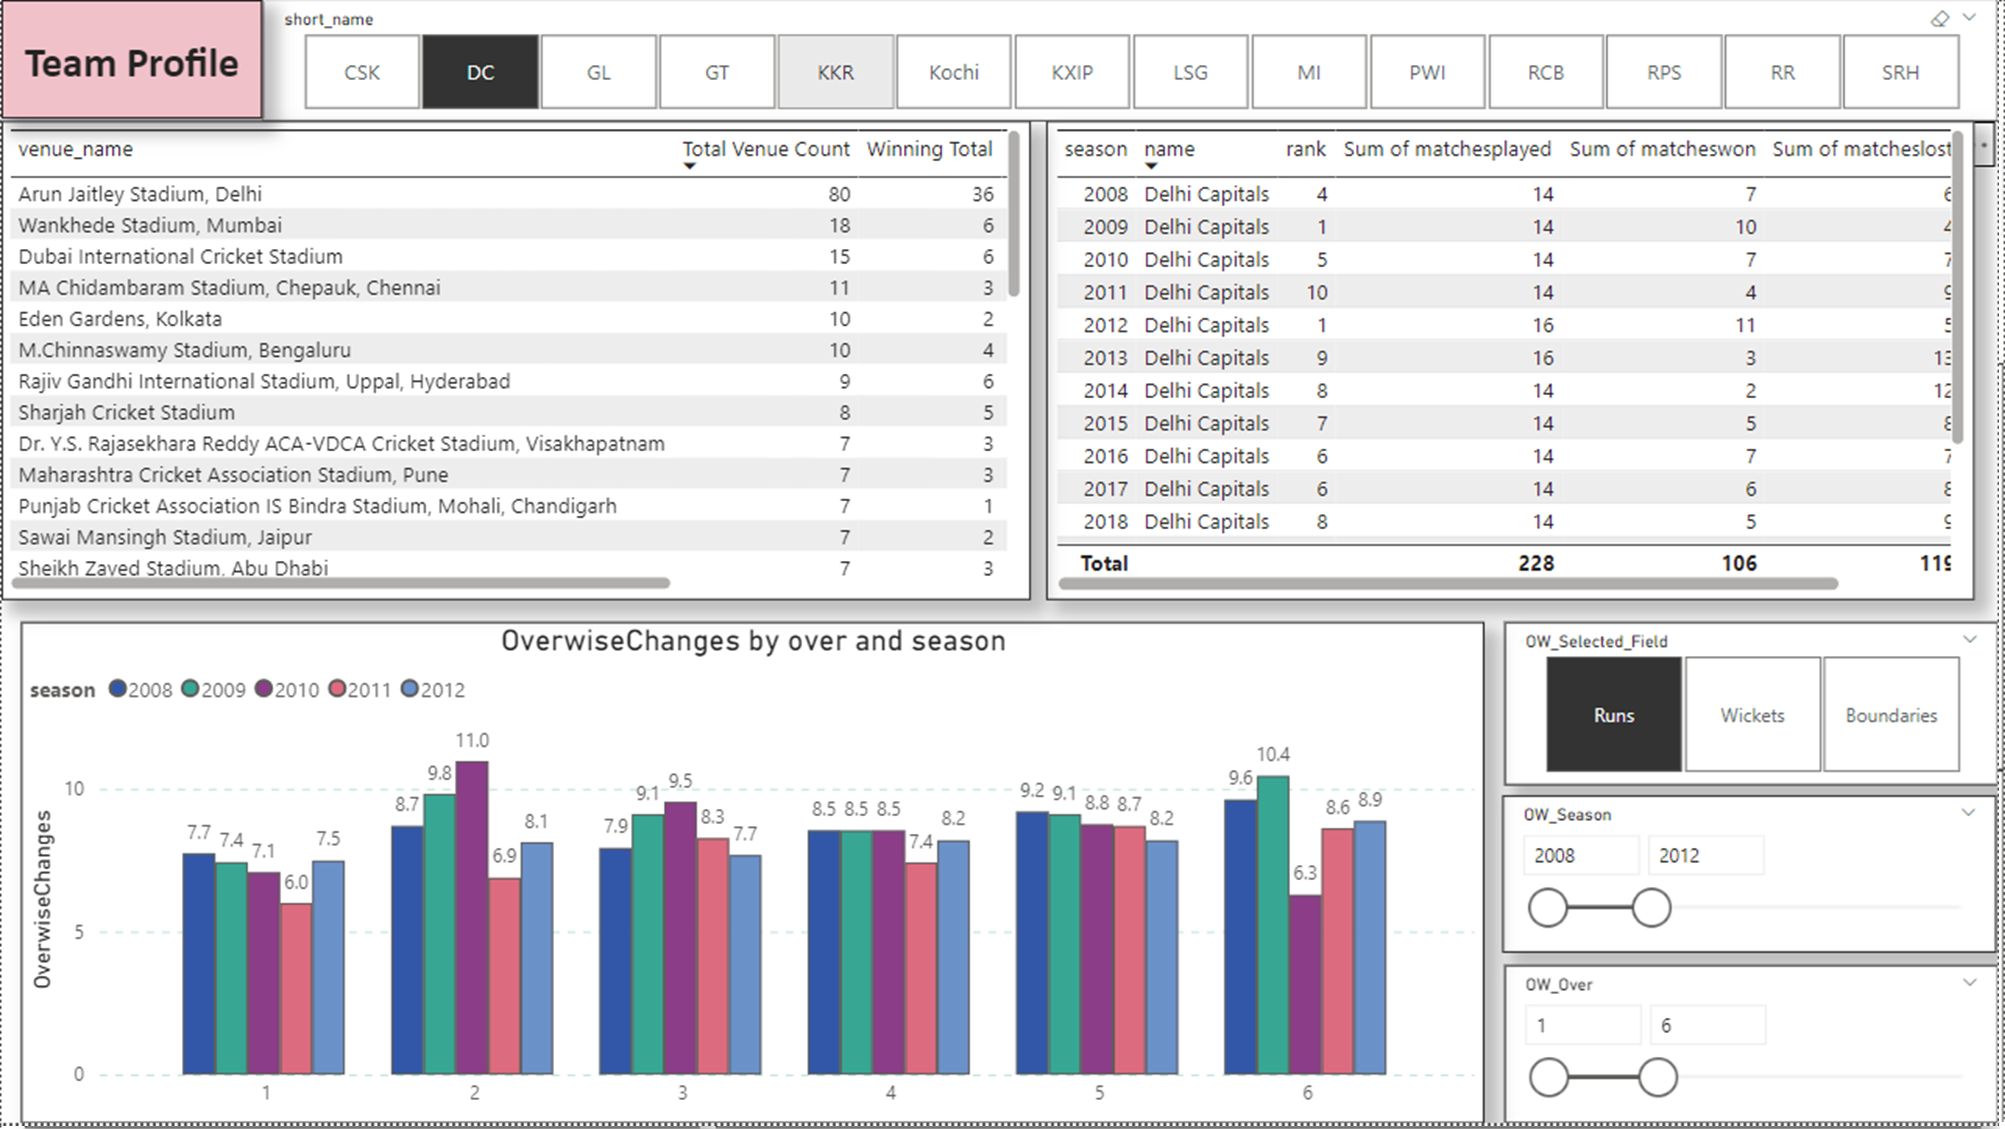 Team Profile
short_name
CSK DC GL GT KKR Kochi KXIP LSG MI PWI RCB RPS RR SRH
venue_name Total Venue Count Winning Total
Arun Jaitley Stadium, Delhi 80 36
Wankhede Stadium, Mumbai 18 6
Dubai International Cricket Stadium 15 6
MA Chidambaram Stadium, Chepauk, Chennai 11 3
Eden Gardens, Kolkata 10 2
M.Chinnaswamy Stadium, Bengaluru 10 4
Rajiv Gandhi International Stadium, Uppal, Hyderabad 9 6
Sharjah Cricket Stadium 8 5
Dr. Y.S. Rajasekhara Reddy ACA-VDCA Cricket Stadium, Visakhapatnam 7 3
Maharashtra Cricket Association Stadium, Pune 7 3
Punjab Cricket Association IS Bindra Stadium, Mohali, Chandigarh 7 1
Sawai Mansingh Stadium, Jaipur 7 2
Sheikh Zayed Stadium, Abu Dhabi 7 3
season name rank Sum of matchesplayed Sum of matcheswon Sum of matcheslost
2008 Delhi Capitals 4 14 7 6
2009 Delhi Capitals 1 14 10 4
2010 Delhi Capitals 5 14 7 7
2011 Delhi Capitals 10 14 4 9
2012 Delhi Capitals 1 16 11 5
2013 Delhi Capitals 9 16 3 13
2014 Delhi Capitals 8 14 2 12
2015 Delhi Capitals 7 14 5 8
2016 Delhi Capitals 6 14 7 7
2017 Delhi Capitals 6 14 6 8
2018 Delhi Capitals 8 14 5 9
Total 228 106 119
OverwiseChanges by over and season
season 2008 2009 2010 2011 2012
OverwiseChanges
10
5
0
7.7 7.4 7.1 6.0 7.5
8.7 9.8 11.0 6.9 8.1
7.9 9.1 9.5 8.3 7.7
8.5 8.5 8.5 7.4 8.2
9.2 9.1 8.8 8.7 8.2
9.6 10.4 6.3 8.6 8.9
1 2 3 4 5 6
OW_Selected_Field
Runs Wickets Boundaries
OW_Season
2008 2012
OW_Over
1 6